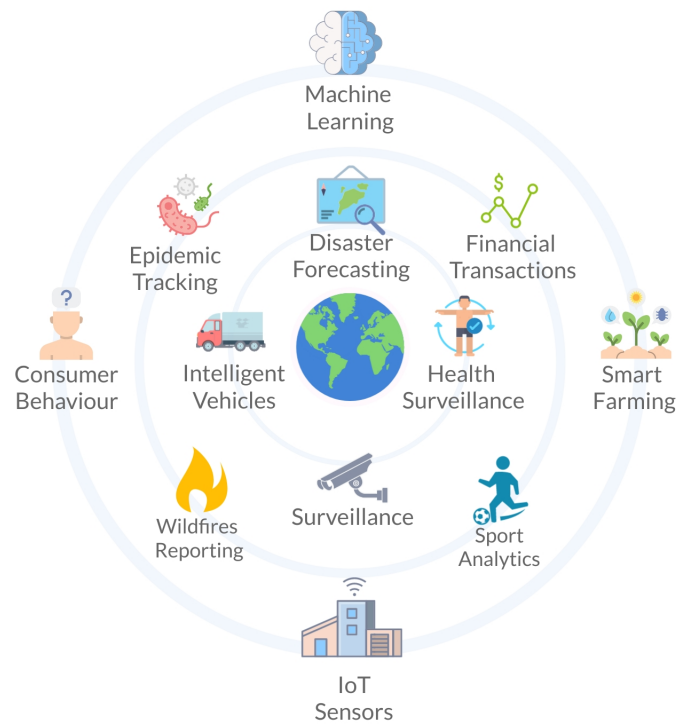 Machine
Learning
$
Epidemic
Tracking
Disaster
Forecasting
Financial
Transactions
?
Consumer
Behaviour
Intelligent
Vehicles
Health
Surveillance
Smart
Farming
Wildfires
Reporting
Surveillance
Sport
Analytics
IoT
Sensors